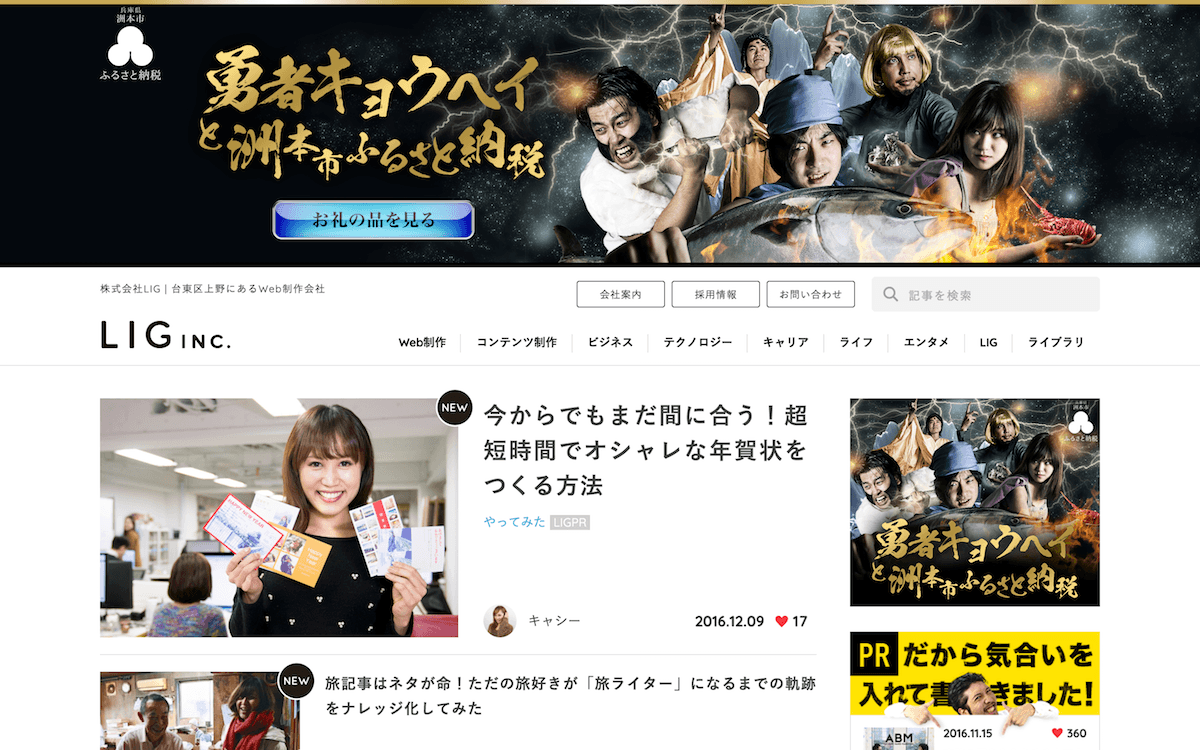 兵庫県
洲本市
ふるさと納税
勇者キョウヘイ
と洲本市ふるさと納税
お礼の品を見る
株式会社LIG | 台東区上野にあるWeb制作会社
会社案内
採用情報
お問い合わせ
記事を検索
LIG INC.
Web制作
コンテンツ制作
ビジネス
テクノロジー
キャリア
ライフ
エンタメ
LIG
ライブラリ
NEW
今からでもまだ間に合う！超
短時間でオシャレな年賀状を
つくる方法
やってみた LIGPR
キャシー
2016.12.09 17
NEW
旅記事はネタが命！ただの旅好きが「旅ライター」になるまでの軌跡
をナレッジ化してみた
洲本市
ふるさと納税
勇者キョウヘイ
と洲本市ふるさと納税
PR だから気合いを
入れて書きました！
ABM
2016.11.15 360